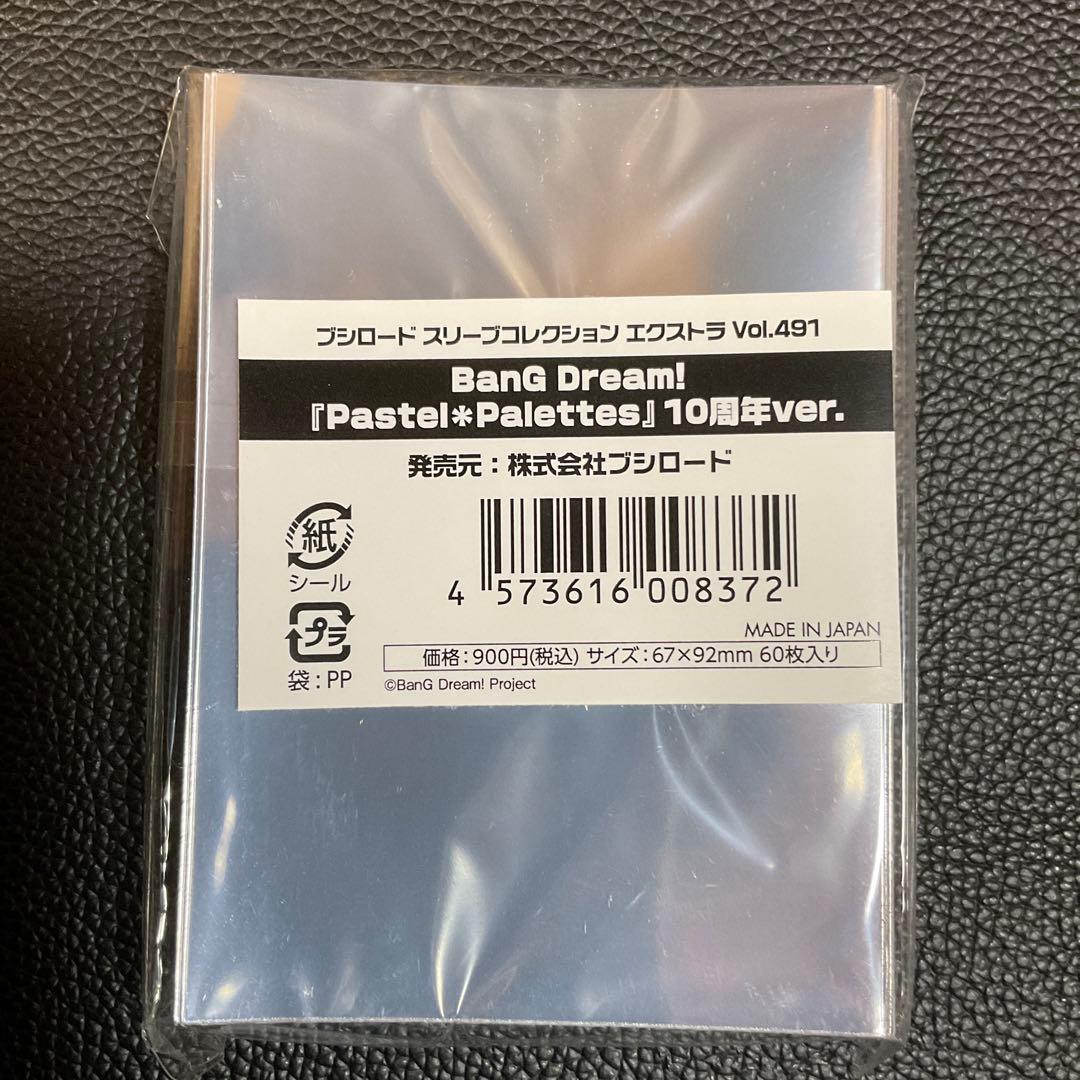 ブシロード スリーブコレクション エクストラ Vol.491
BanG Dream!
『Pastel*Palettes』10周年ver.
発売元：株式会社ブシロード
紙
シール
プラ
袋：PP
4 573616 008372
MADE IN JAPAN
価格：900円(税込) サイズ：67×92mm 60枚入り
©BanG Dream! Project